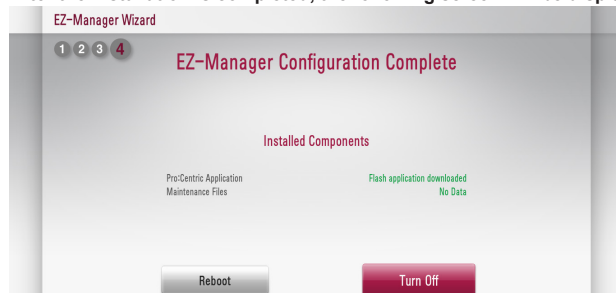 EZ-Manager Wizard
1 2 3 4
EZ-Manager Configuration Complete
Installed Components
Pro:Centric Application Flash application downloaded
Maintenance Files No Data
Reboot Turn Off